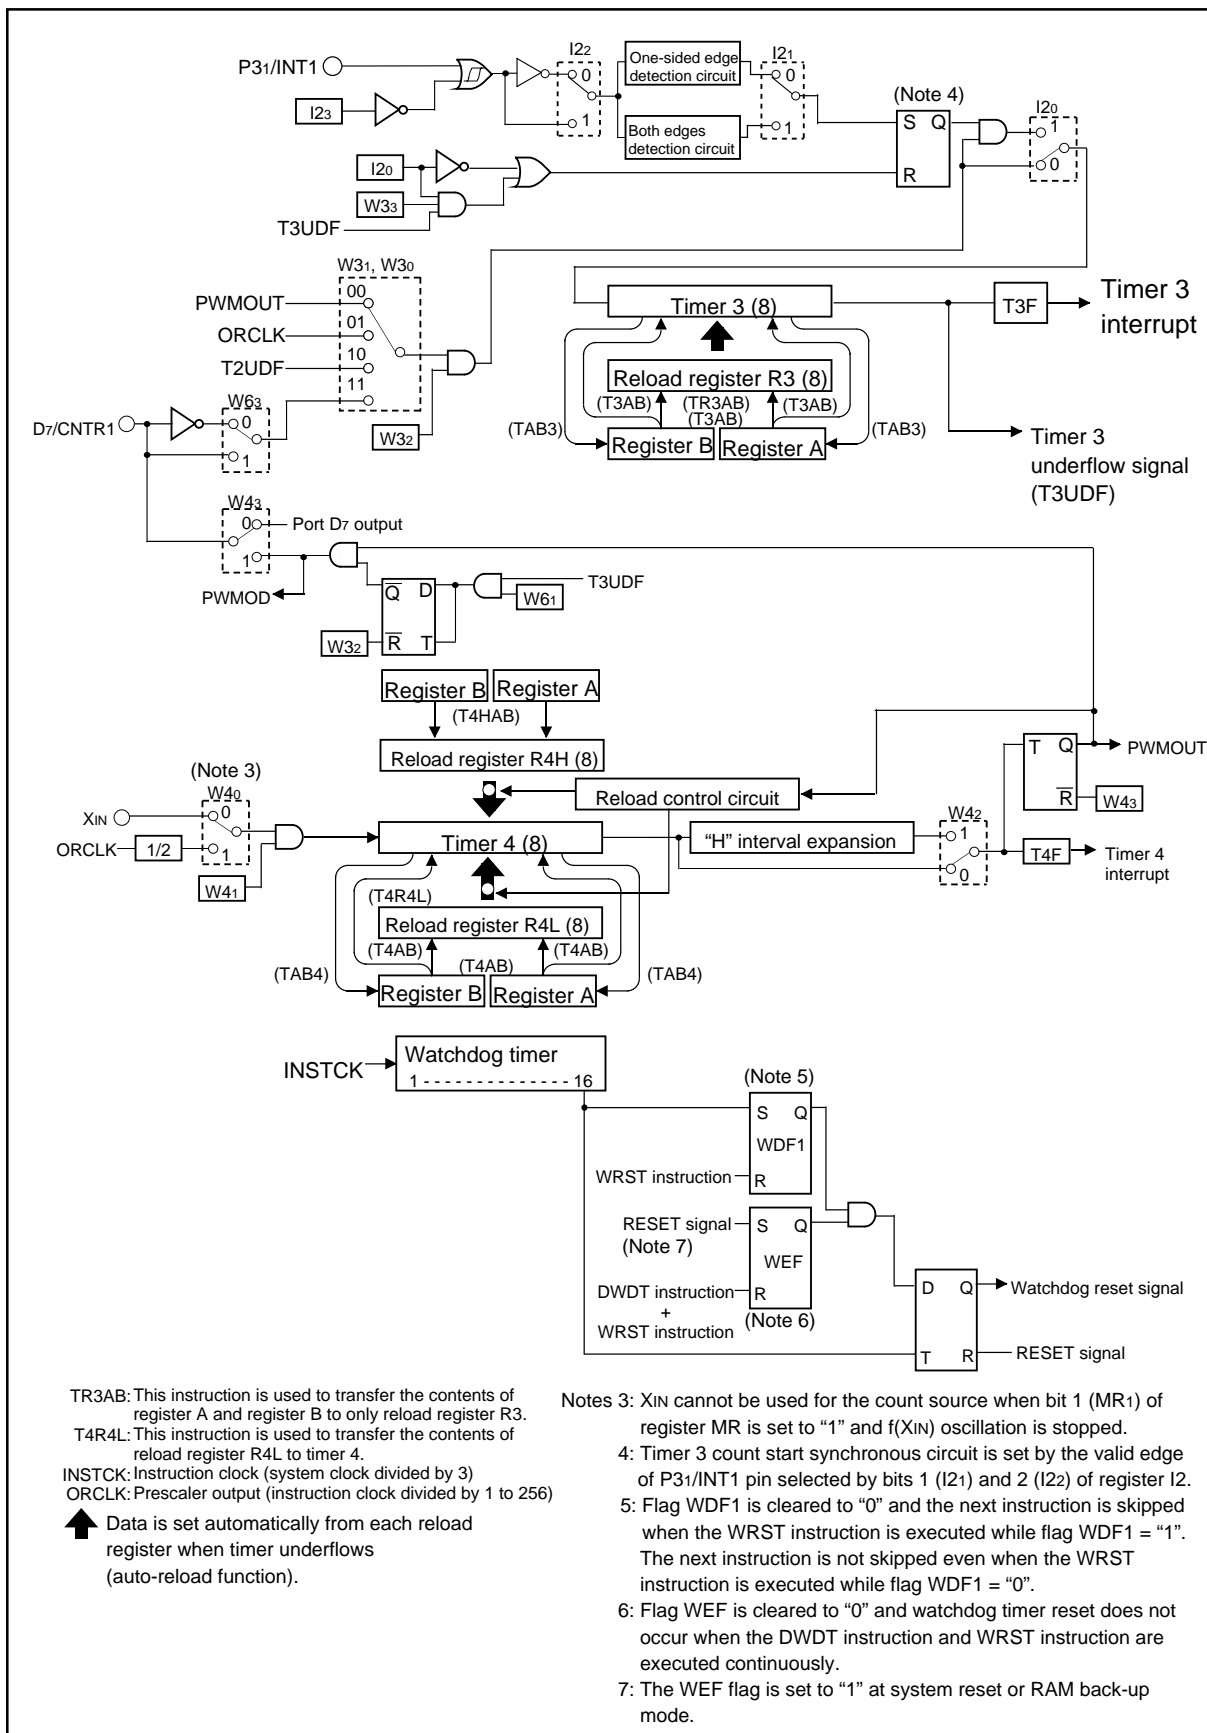 I22
I21
P31/INT1
0
One-sided edge
detection circuit
0
(Note 4)
I23
1
Both edges
detection circuit
1
S
Q
R
I20
1
0
I20
W33
T3UDF
W31, W30
PWMOUT
00
ORCLK
01
T2UDF
10
11
W63
D7/CNTR1
0
1
W32
Timer 3 (8)
T3F
Timer 3
interrupt
Reload register R3 (8)
(T3AB)
(TR3AB)
(T3AB)
(T3AB)
(TAB3)
Register B
Register A
(TAB3)
Timer 3
underflow signal
(T3UDF)
W43
0
Port D7 output
1
PWMOD
Q
D
R
T
T3UDF
W61
W32
Register B
Register A
(T4HAB)
Reload register R4H (8)
T
Q
PWMOUT
R
W43
(Note 3)
W40
Reload control circuit
XIN
0
ORCLK
1/2
1
W41
Timer 4 (8)
“H” interval expansion
W42
1
0
T4F
Timer 4
interrupt
(T4R4L)
Reload register R4L (8)
(T4AB)
(T4AB)
(T4AB)
(TAB4)
Register B
Register A
(TAB4)
INSTCK
Watchdog timer
1 - - - - - - - - - - - - - - 16
(Note 5)
S
Q
WDF1
WRST instruction
R
RESET signal
(Note 7)
S
Q
WEF
DWDT instruction
+
WRST instruction
R
(Note 6)
D
Q
Watchdog reset signal
T
R
RESET signal
TR3AB: This instruction is used to transfer the contents of
register A and register B to only reload register R3.
T4R4L: This instruction is used to transfer the contents of
reload register R4L to timer 4.
INSTCK: Instruction clock (system clock divided by 3)
ORCLK: Prescaler output (instruction clock divided by 1 to 256)
Data is set automatically from each reload
register when timer underflows
(auto-reload function).
Notes 3: XIN cannot be used for the count source when bit 1 (MR1) of
register MR is set to “1” and f(XIN) oscillation is stopped.
4: Timer 3 count start synchronous circuit is set by the valid edge
of P31/INT1 pin selected by bits 1 (I21) and 2 (I22) of register I2.
5: Flag WDF1 is cleared to “0” and the next instruction is skipped
when the WRST instruction is executed while flag WDF1 = “1”.
The next instruction is not skipped even when the WRST
instruction is executed while flag WDF1 = “0”.
6: Flag WEF is cleared to “0” and watchdog timer reset does not
occur when the DWDT instruction and WRST instruction are
executed continuously.
7: The WEF flag is set to “1” at system reset or RAM back-up
mode.